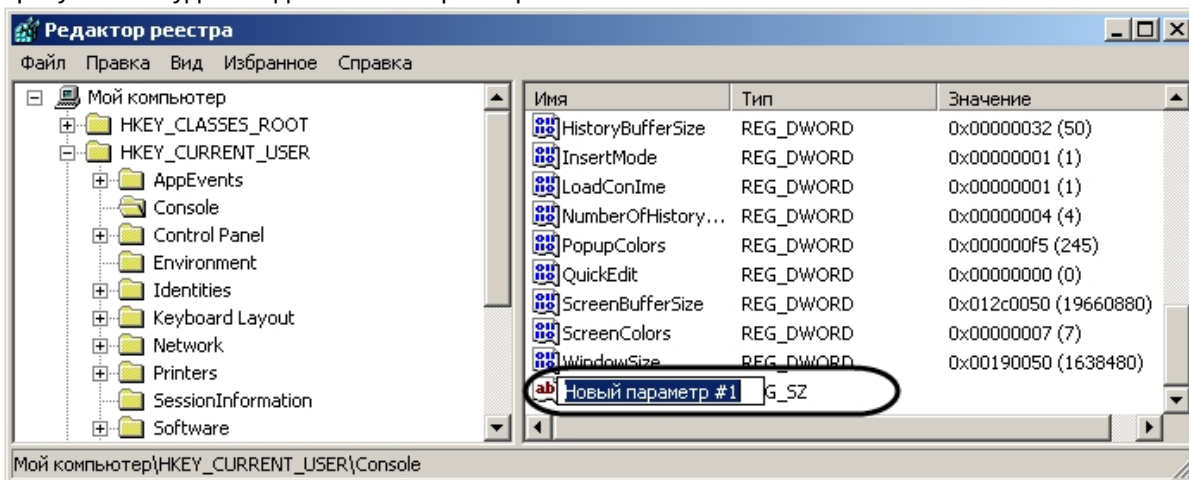 Редактор реестра
Файл Правка Вид Избранное Справка
Мой компьютер
HKEY_CLASSES_ROOT
HKEY_CURRENT_USER
AppEvents
Console
Control Panel
Environment
Identities
Keyboard Layout
Network
Printers
SessionInformation
Software
Имя Тип Значение
HistoryBufferSize REG_DWORD 0x00000032 (50)
InsertMode REG_DWORD 0x00000001 (1)
LoadConIme REG_DWORD 0x00000001 (1)
NumberOfHistory... REG_DWORD 0x00000004 (4)
PopupColors REG_DWORD 0x000000f5 (245)
QuickEdit REG_DWORD 0x00000000 (0)
ScreenBufferSize REG_DWORD 0x012c0050 (19660880)
ScreenColors REG_DWORD 0x00000007 (7)
WindowSize REG_DWORD 0x00190050 (1638480)
Новый параметр #1 G_SZ
Мой компьютер\HKEY_CURRENT_USER\Console